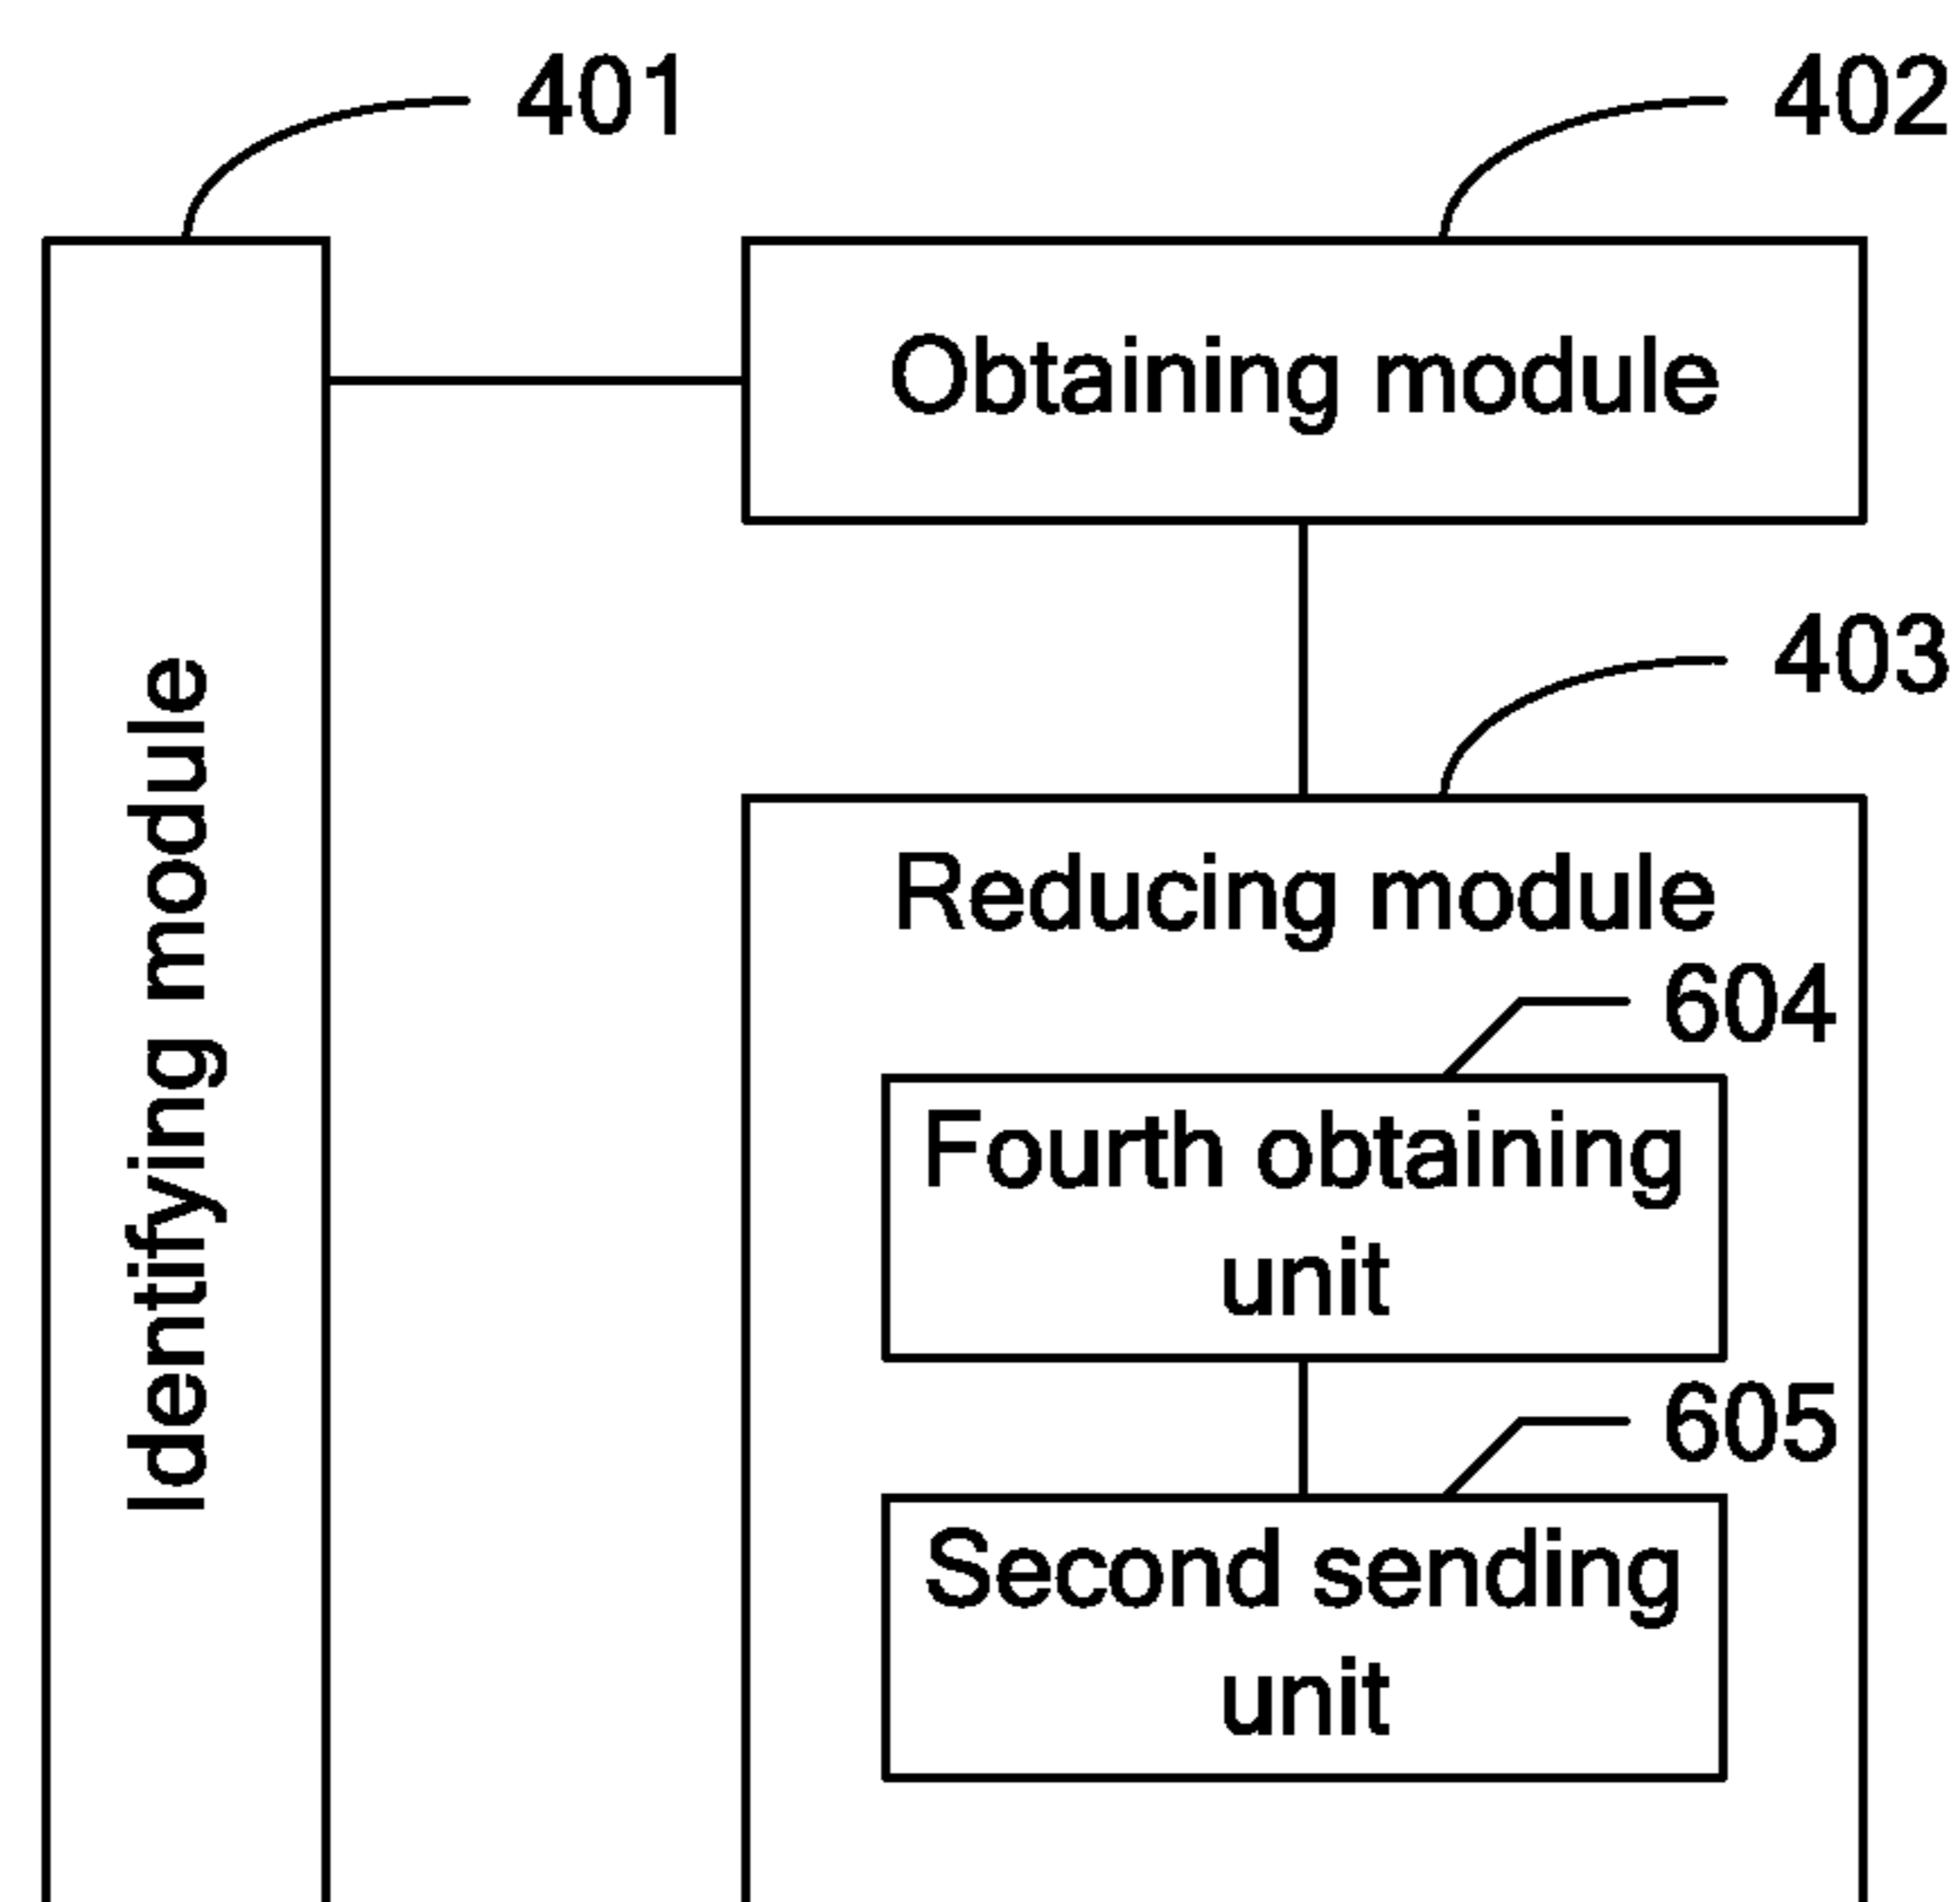 401
402
Obtaining module
403
Identifying module
Reducing module
604
Fourth obtaining
unit
605
Second sending
unit